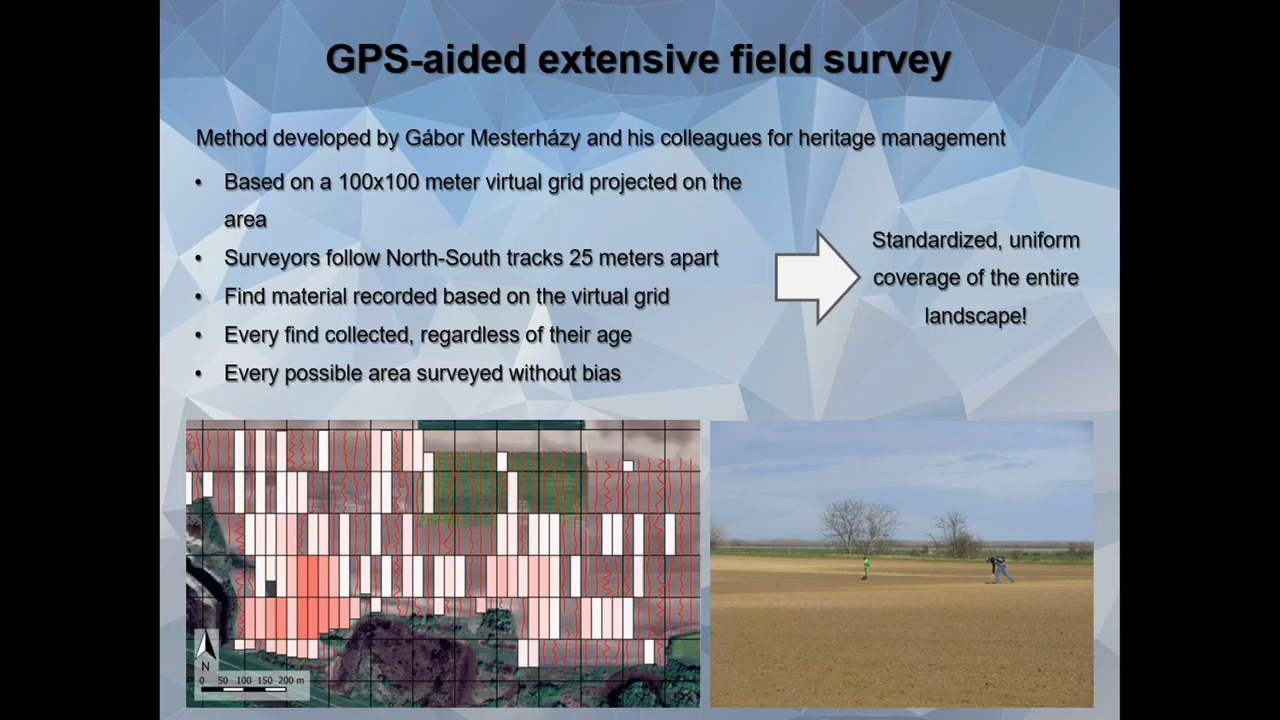 GPS-aided extensive field survey
Method developed by Gábor Mesterházy and his colleagues for heritage management
• Based on a 100x100 meter virtual grid projected on the
area
• Surveyors follow North-South tracks 25 meters apart
• Find material recorded based on the virtual grid
• Every find collected, regardless of their age
• Every possible area surveyed without bias
Standardized, uniform
coverage of the entire
landscape!
N
0 50 100 150 200 m